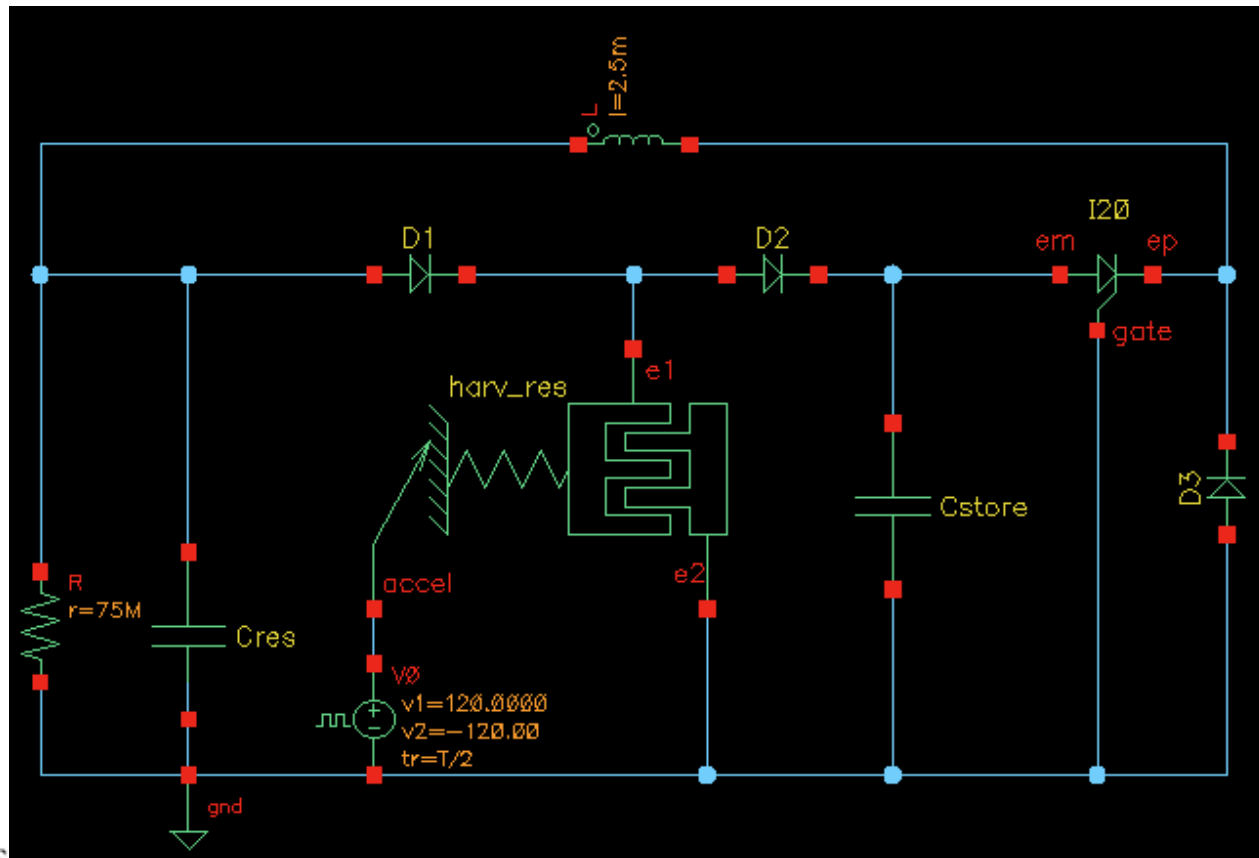 L
l=2.5m
I20
D1
D2
em
ep
gate
e1
harv_res
D3
Cstore
e2
accel
R
r=75M
Cres
V0
v1=120.0000
v2=-120.00
tr=T/2
gnd